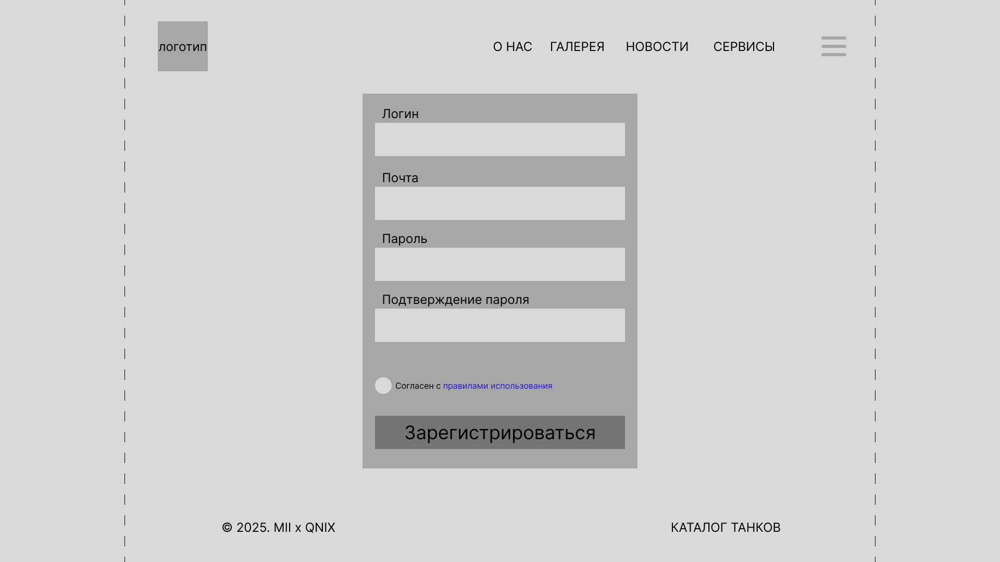 логотип
О НАС ГАЛЕРЕЯ НОВОСТИ СЕРВИСЫ
Логин
Почта
Пароль
Подтверждение пароля
Согласен с правилами использования
Зарегистрироваться
© 2025. MII x QNIX
КАТАЛОГ ТАНКОВ